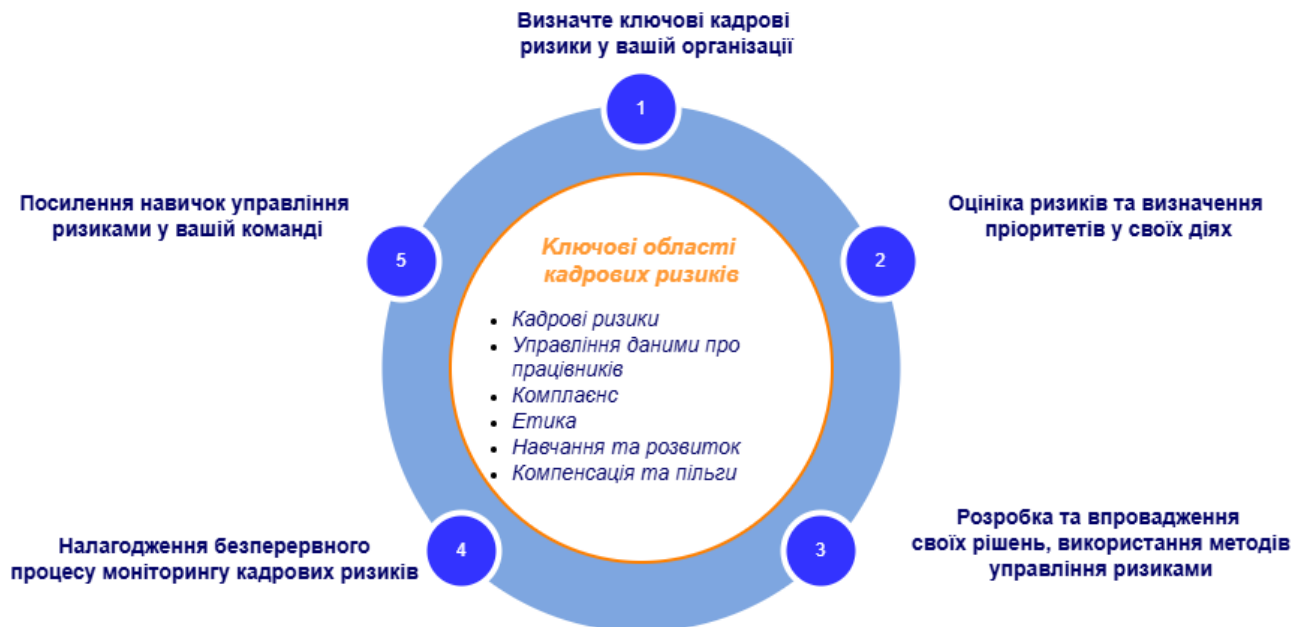 Визначте ключові кадрові
ризики у вашій організації
1
Оцініка ризиків та визначення
пріоритетів у своїх діях
2
Розробка та впровадження
своїх рішень, використання методів
управління ризиками
3
Налагодження безперервного
процесу моніторингу кадрових ризиків
4
Посилення навичок управління
ризиками у вашій команді
5
Ключові області
кадрових ризиків
• Кадрові ризики
• Управління даними про
працівників
• Комплаєнс
• Етика
• Навчання та розвиток
• Компенсація та пільги